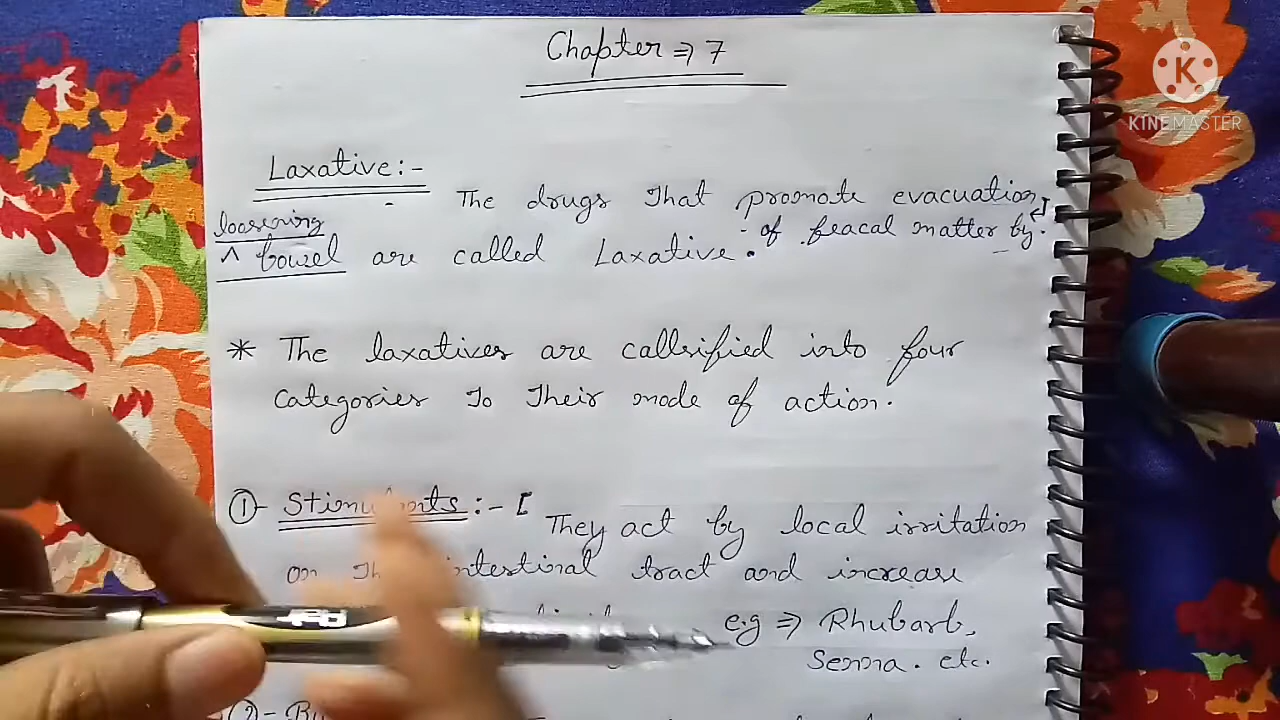 Chapter ⇒ 7
K
KINEMASTER
Laxative:-
The drugs that promote evacuation
loosening of feacal matter by
^ bowel are called Laxative.
* The laxatives are callsified into four
categories to their mode of action.
①- Stimulants :- [
They act by local irritation
on the intestinal tract and increase
e.g ⇒ Rhubarb,
Senna. etc.
②-